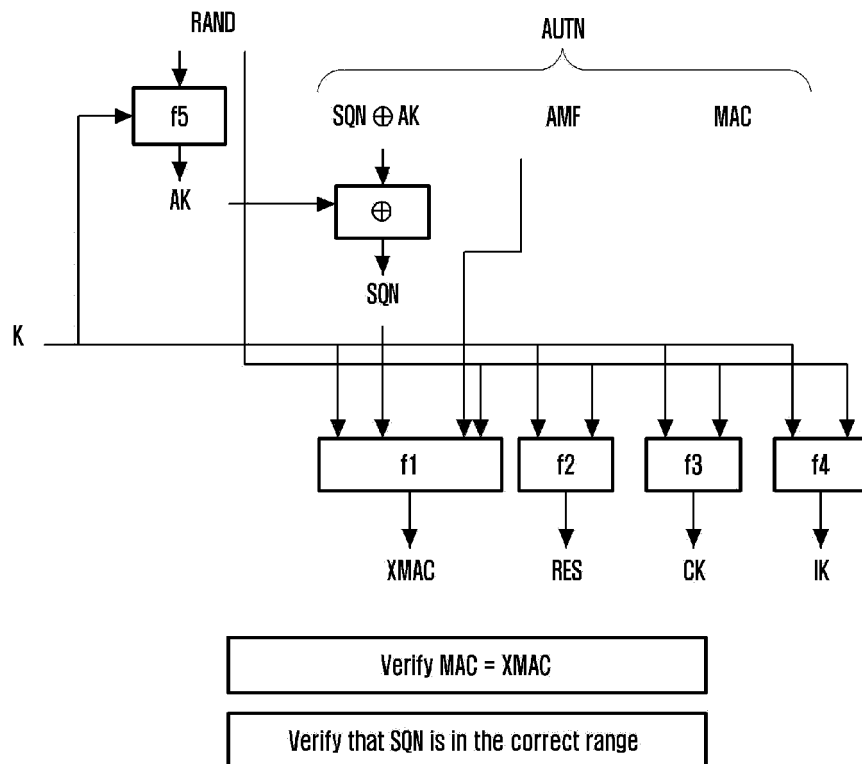 RAND
AUTN
f5
SQN ⊕ AK
AMF
MAC
AK
⊕
SQN
K
f1
f2
f3
f4
XMAC
RES
CK
IK
Verify MAC = XMAC
Verify that SQN is in the correct range